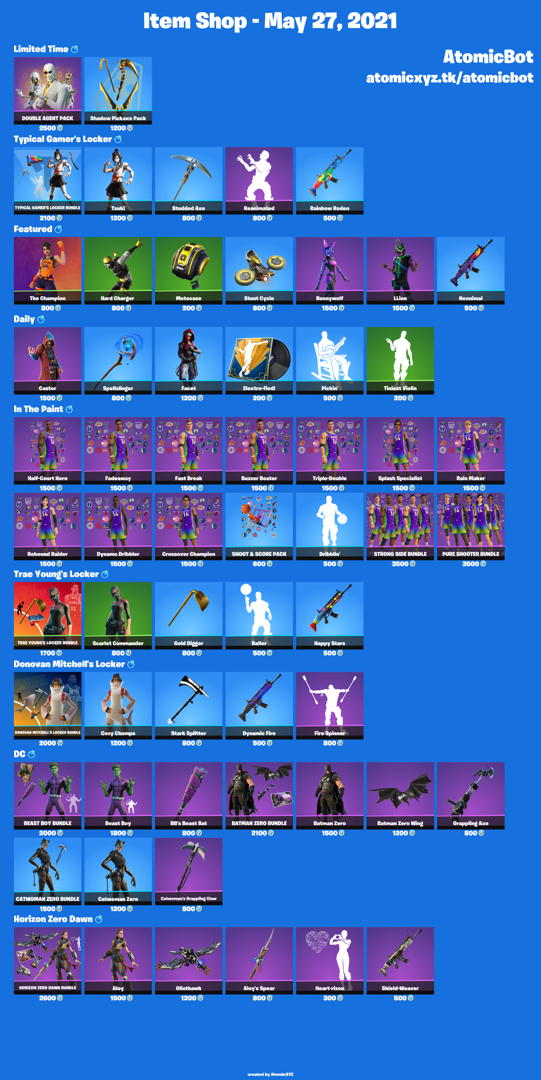 Item Shop - May 27, 2021
AtomicBot
atomicxyz.tk/atomicbot
Limited Time
DOUBLE AGENT PACK
Shadow Pickaxe Pack
2500
1200
Typical Gamer's Locker
TYPICAL GAMER'S LOCKER BUNDLE
Tsuki
Studded Axe
Reanimated
Rainbow Rodeo
2100
1200
800
800
500
Featured
The Champion
Hard Charger
Motocase
Stunt Cycle
Bunnywolf
LLion
Neonimal
800
800
200
800
1500
1500
500
Daily
Castor
Spellslinger
Facet
Electro-fied!
Pickin'
Tiniest Violin
1500
800
1200
200
500
200
In The Paint
Half-Court Hero
Fadeaway
Fast Break
Buzzer Beater
Triple-Double
Splash Specialist
Rain Maker
1500
1500
1500
1500
1500
1500
1500
Rebound Raider
Dynamo Dribbler
Crossover Champion
SHOOT & SCORE PACK
Dribblin'
STRONG SIDE BUNDLE
PURE SHOOTER BUNDLE
1500
1500
1500
600
500
3500
3500
Trae Young's Locker
TRAE YOUNG'S LOCKER BUNDLE
Scarlet Commander
Gold Digger
Baller
Happy Stars
1700
800
800
500
500
Donovan Mitchell's Locker
DONOVAN MITCHELL'S LOCKER BUNDLE
Cozy Chomps
Stark Splitter
Dynamic Fire
Fire Spinner
2000
1200
800
500
800
DC
BEAST BOY BUNDLE
Beast Boy
BB's Beast Bat
BATMAN ZERO BUNDLE
Batman Zero
Batman Zero Wing
Grappling Axe
2000
1800
800
2100
1500
1200
800
CATWOMAN ZERO BUNDLE
Catwoman Zero
Catwoman's Grappling Claw
1500
1200
800
Horizon Zero Dawn
HORIZON ZERO DAWN BUNDLE
Aloy
Glinthawk
Aloy's Spear
Heart-rizon
Shield-Weaver
2600
1500
1200
800
300
500
created by AtomicXYZ